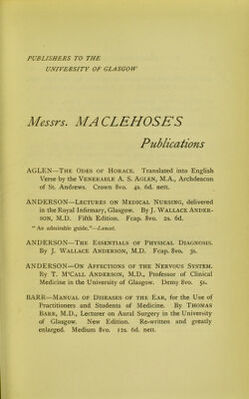 PUBLISHERS TO THE
UNIVERSITY OF GLASGOW
Messrs. MACLEHOSE'S
Publications
AGLEN—The Odes of Horace. Translated into English
Verse by the Venerable A. S. Aglen, M.A., Archdeacon
of St. Andrews. Crown 8vo. 4s. 6d. nett.
ANDERSON—Lectures on Medical Nursing, delivered
in the Royal Infirmary, Glasgow. By J. Wallace Ander-
son, M.D. Fifth Edition. Fcap. 8vo. 2s. 6d.
"An admirable guide."—Lancet.
ANDERSON—The Essentials of Physical Diagnosis.
By J. Wallace Anderson, M.D. Fcap. 8vo. 3s.
ANDERSON—On Affections of the Nervous System.
By T. M'Call Anderson, M.D., Professor of Clinical
Medicine in the University of Glasgow. Demy 8vo. 5s.
BARR—Manual of Diseases of the Ear, for the Use of
Practitioners and Students of Medicine. By Thomas
Barr, M.D., Lecturer on Aural Surgery in the University
of Glasgow. New Edition. Re-written and greatly
enlarged. Medium 8vo. 12s. 6d. nett.